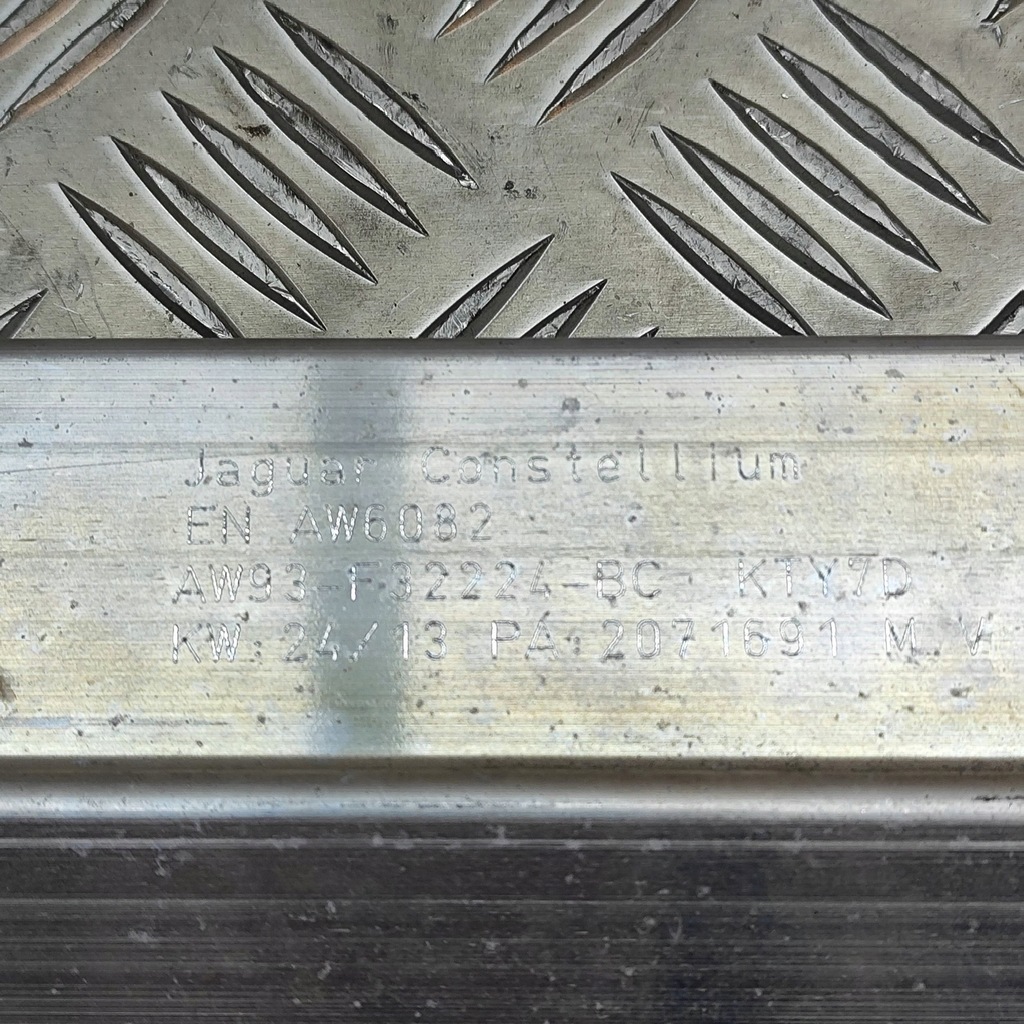 Jaguar Constellium
EN AW6082
AW93-F32224-BC KTY7D
KW:24/13 PA:2071691 M.V